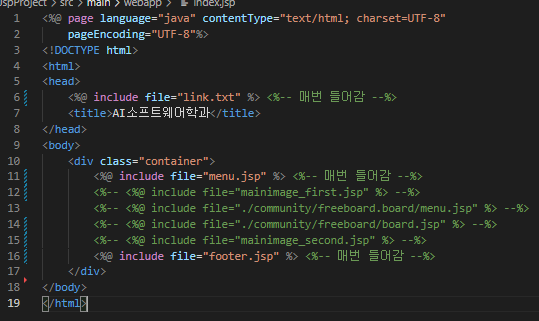 JspProject > src > main > webapp > index.jsp
1 <%@ page language="java" contentType="text/html; charset=UTF-8"
2 pageEncoding="UTF-8"%>
3 <!DOCTYPE html>
4 <html>
5 <head>
6 <%@ include file="link.txt" %> <%-- 매번 들어감 --%>
7 <title>AI소프트웨어학과</title>
8 </head>
9 <body>
10 <div class="container">
11 <%@ include file="menu.jsp" %> <%-- 매번 들어감 --%>
12 <%-- <%@ include file="mainimage_first.jsp" %> --%>
13 <%-- <%@ include file="./community/freeboard.board/menu.jsp" %> --%>
14 <%-- <%@ include file="./community/freeboard/board.jsp" %> --%>
15 <%-- <%@ include file="mainimage_second.jsp" %> --%>
16 <%@ include file="footer.jsp" %> <%-- 매번 들어감 --%>
17 </div>
18 </body>
19 </html>